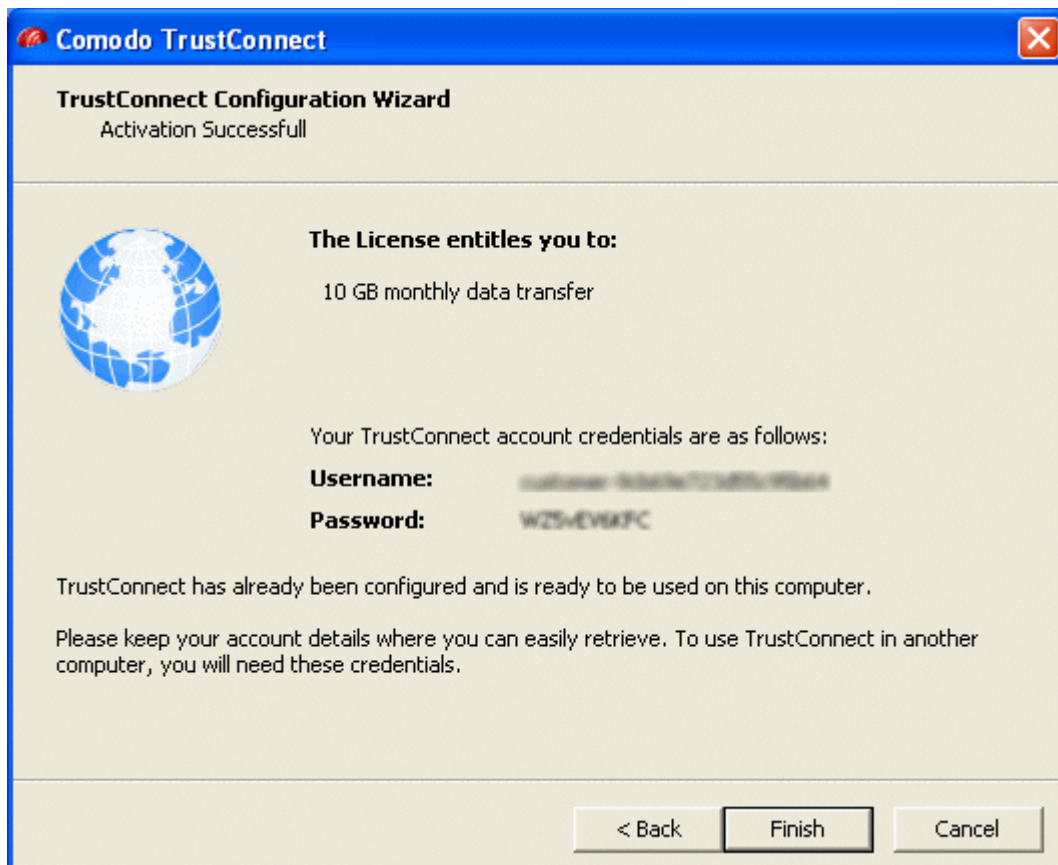 Comodo TrustConnect
TrustConnect Configuration Wizard
Activation Successfull
The License entitles you to:
10 GB monthly data transfer
Your TrustConnect account credentials are as follows:
Username:
Password:
TrustConnect has already been configured and is ready to be used on this computer.
Please keep your account details where you can easily retrieve. To use TrustConnect in another
computer, you will need these credentials.
< Back
Finish
Cancel